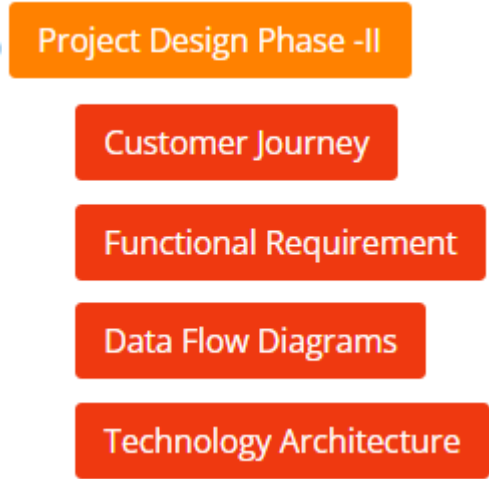 Project Design Phase -II
Customer Journey
Functional Requirement
Data Flow Diagrams
Technology Architecture